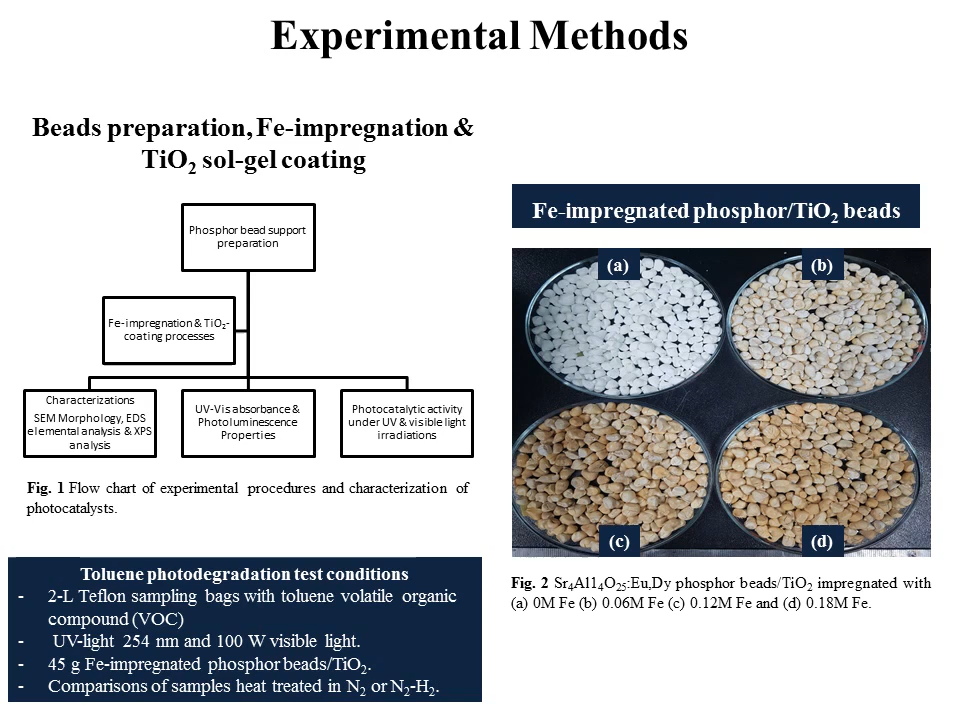 Experimental Methods
Beads preparation, Fe-impregnation &
TiO₂ sol-gel coating
Phosphor bead support
preparation
Fe-impregnation & TiO₂-
coating processes
Characterizations
SEM Morphology, EDS
elemental analysis & XPS
analysis
UV-Vis absorbance &
Photoluminescence
Properties
Photocatalytic activity
under UV & visible light
irradiations
Fig. 1 Flow chart of experimental procedures and characterization of
photocatalysts.
Toluene photodegradation test conditions
- 2-L Teflon sampling bags with toluene volatile organic
compound (VOC)
- UV-light 254 nm and 100 W visible light.
- 45 g Fe-impregnated phosphor beads/TiO₂.
- Comparisons of samples heat treated in N₂ or N₂-H₂.
Fe-impregnated phosphor/TiO₂ beads
(a)
(b)
(c)
(d)
Fig. 2 Sr₄Al1₄O₂₅:Eu,Dy phosphor beads/TiO₂ impregnated with
(a) 0M Fe (b) 0.06M Fe (c) 0.12M Fe and (d) 0.18M Fe.